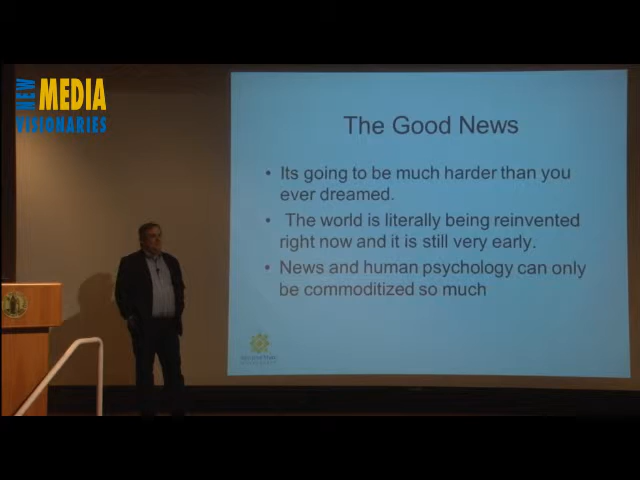 NEW MEDIA
VISIONARIES
The Good News
• Its going to be much harder than you
ever dreamed.
• The world is literally being reinvented
right now and it is still very early.
• News and human psychology can only
be commoditized so much